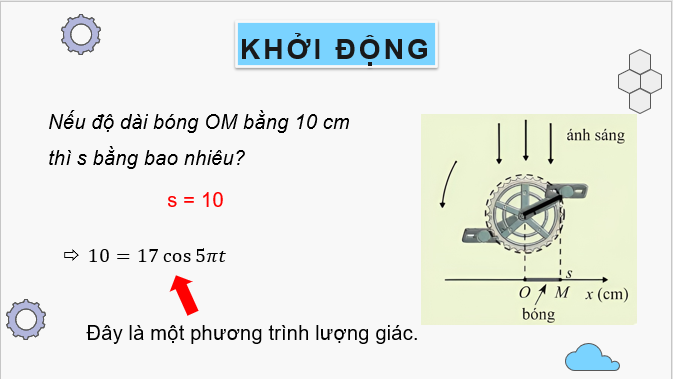 KHỞI ĐỘNG
Nếu độ dài bóng OM bằng 10 cm
thì s bằng bao nhiêu?
s = 10
⇨ 10 = 17 cos 5πt
Đây là một phương trình lượng giác.
ánh sáng
s
O M x (cm)
bóng